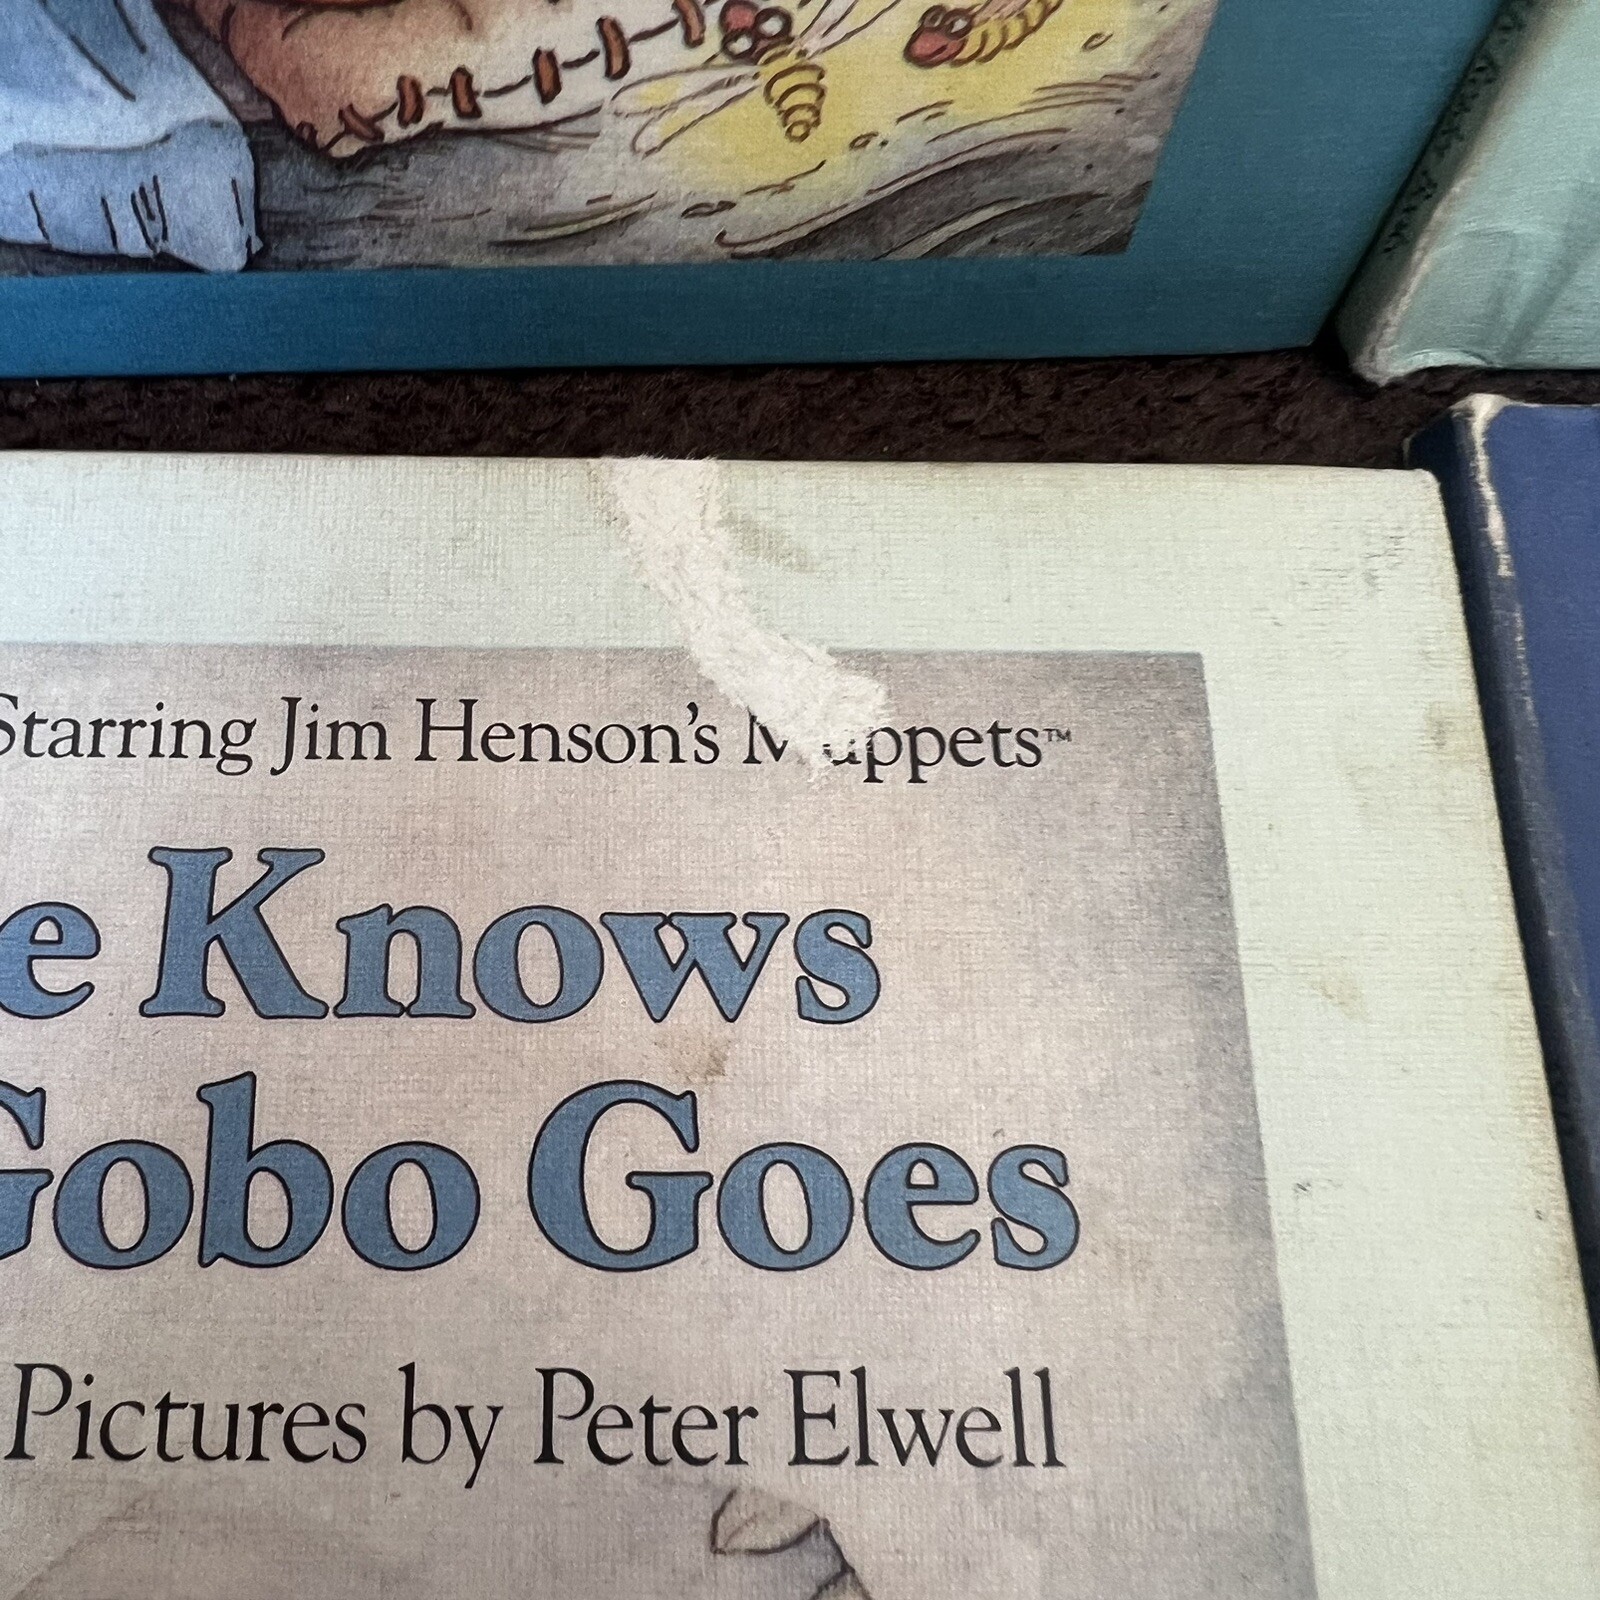 Starring Jim Henson's Muppets™
e Knows
Gobo Goes
Pictures by Peter Elwell